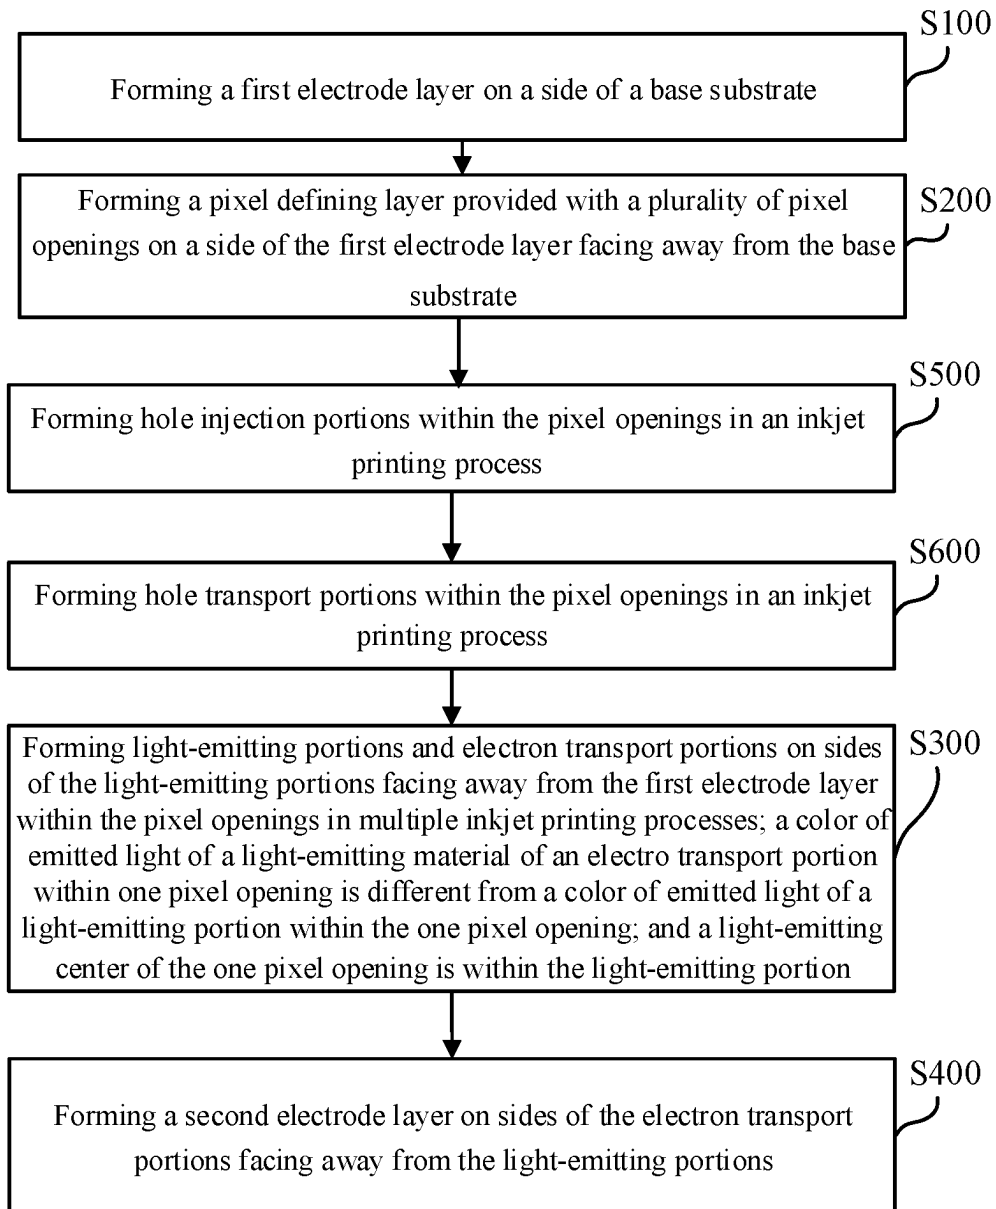 S100
Forming a first electrode layer on a side of a base substrate
S200
Forming a pixel defining layer provided with a plurality of pixel
openings on a side of the first electrode layer facing away from the base
substrate
S500
Forming hole injection portions within the pixel openings in an inkjet
printing process
S600
Forming hole transport portions within the pixel openings in an inkjet
printing process
S300
Forming light-emitting portions and electron transport portions on sides
of the light-emitting portions facing away from the first electrode layer
within the pixel openings in multiple inkjet printing processes; a color of
emitted light of a light-emitting material of an electro transport portion
within one pixel opening is different from a color of emitted light of a
light-emitting portion within the one pixel opening; and a light-emitting
center of the one pixel opening is within the light-emitting portion
S400
Forming a second electrode layer on sides of the electron transport
portions facing away from the light-emitting portions